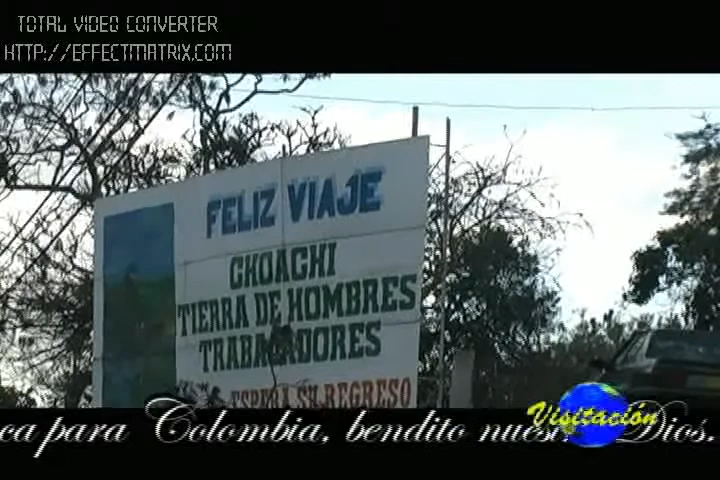 TOTAL VIDEO CONVERTER
HTTP://EFFECTMATRIX.COM
FELIZ VIAJE
CHOACHI
TIERRA DE HOMBRES
TRABAJADORES
ESPERA SU REGRESO
ca para Colombia, bendito nuest Dios.
Visitación